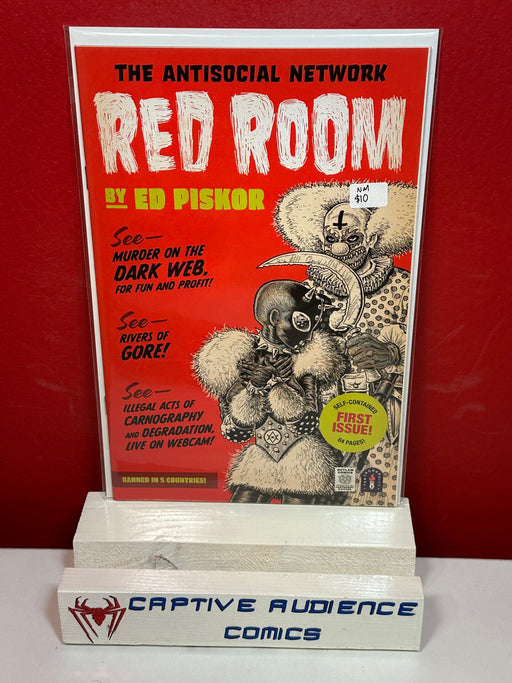 THE ANTISOCIAL NETWORK
RED ROOM
BY ED PISKOR
NM
$10
See—
MURDER ON THE
DARK WEB,
FOR FUN AND PROFIT!
See—
RIVERS OF
GORE!
See—
ILLEGAL ACTS OF
CARNOGRAPHY
AND DEGRADATION,
LIVE ON WEBCAM!
SELF-CONTAINED
FIRST
ISSUE!
64 PAGES!
BANNED IN 5 COUNTRIES!
CAPTIVE AUDIENCE
COMICS